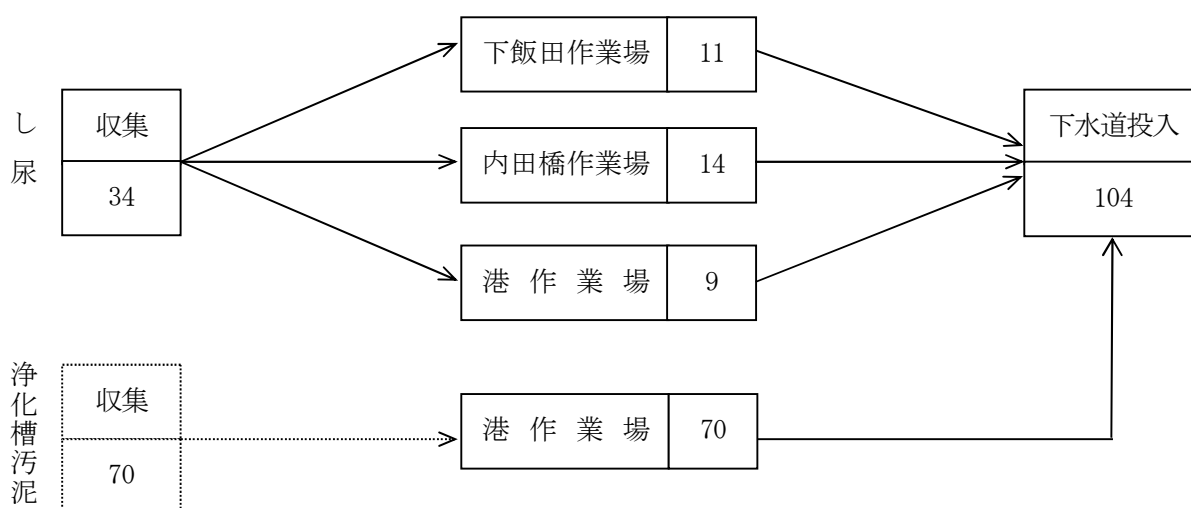 し尿
収集
34
下飯田作業場 11
内田橋作業場 14
港作業場 9
下水道投入
104
浄化槽汚泥
収集
70
港作業場 70